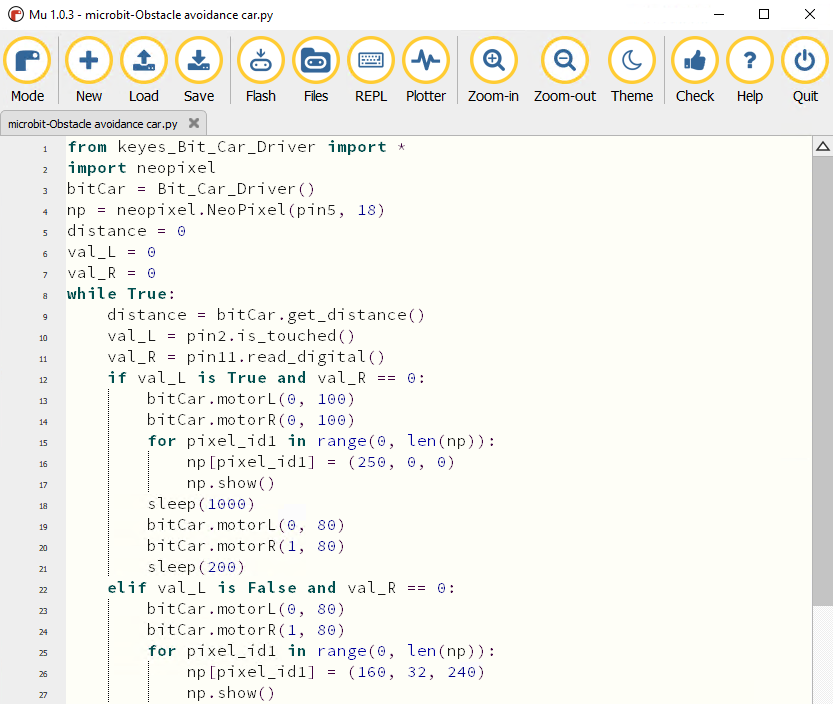 Mu 1.0.3 - microbit-Obstacle avoidance car.py
Mode New Load Save Flash Files REPL Plotter Zoom-in Zoom-out Theme Check Help Quit
microbit-Obstacle avoidance car.py
1 from keyes_Bit_Car_Driver import *
2 import neopixel
3 bitCar = Bit_Car_Driver()
4 np = neopixel.NeoPixel(pin5, 18)
5 distance = 0
6 val_L = 0
7 val_R = 0
8 while True:
9     distance = bitCar.get_distance()
10     val_L = pin2.is_touched()
11     val_R = pin11.read_digital()
12     if val_L is True and val_R == 0:
13         bitCar.motorL(0, 100)
14         bitCar.motorR(0, 100)
15         for pixel_id1 in range(0, len(np)):
16             np[pixel_id1] = (250, 0, 0)
17             np.show()
18         sleep(1000)
19         bitCar.motorL(0, 80)
20         bitCar.motorR(1, 80)
21         sleep(200)
22     elif val_L is False and val_R == 0:
23         bitCar.motorL(0, 80)
24         bitCar.motorR(1, 80)
25         for pixel_id1 in range(0, len(np)):
26             np[pixel_id1] = (160, 32, 240)
27             np.show()